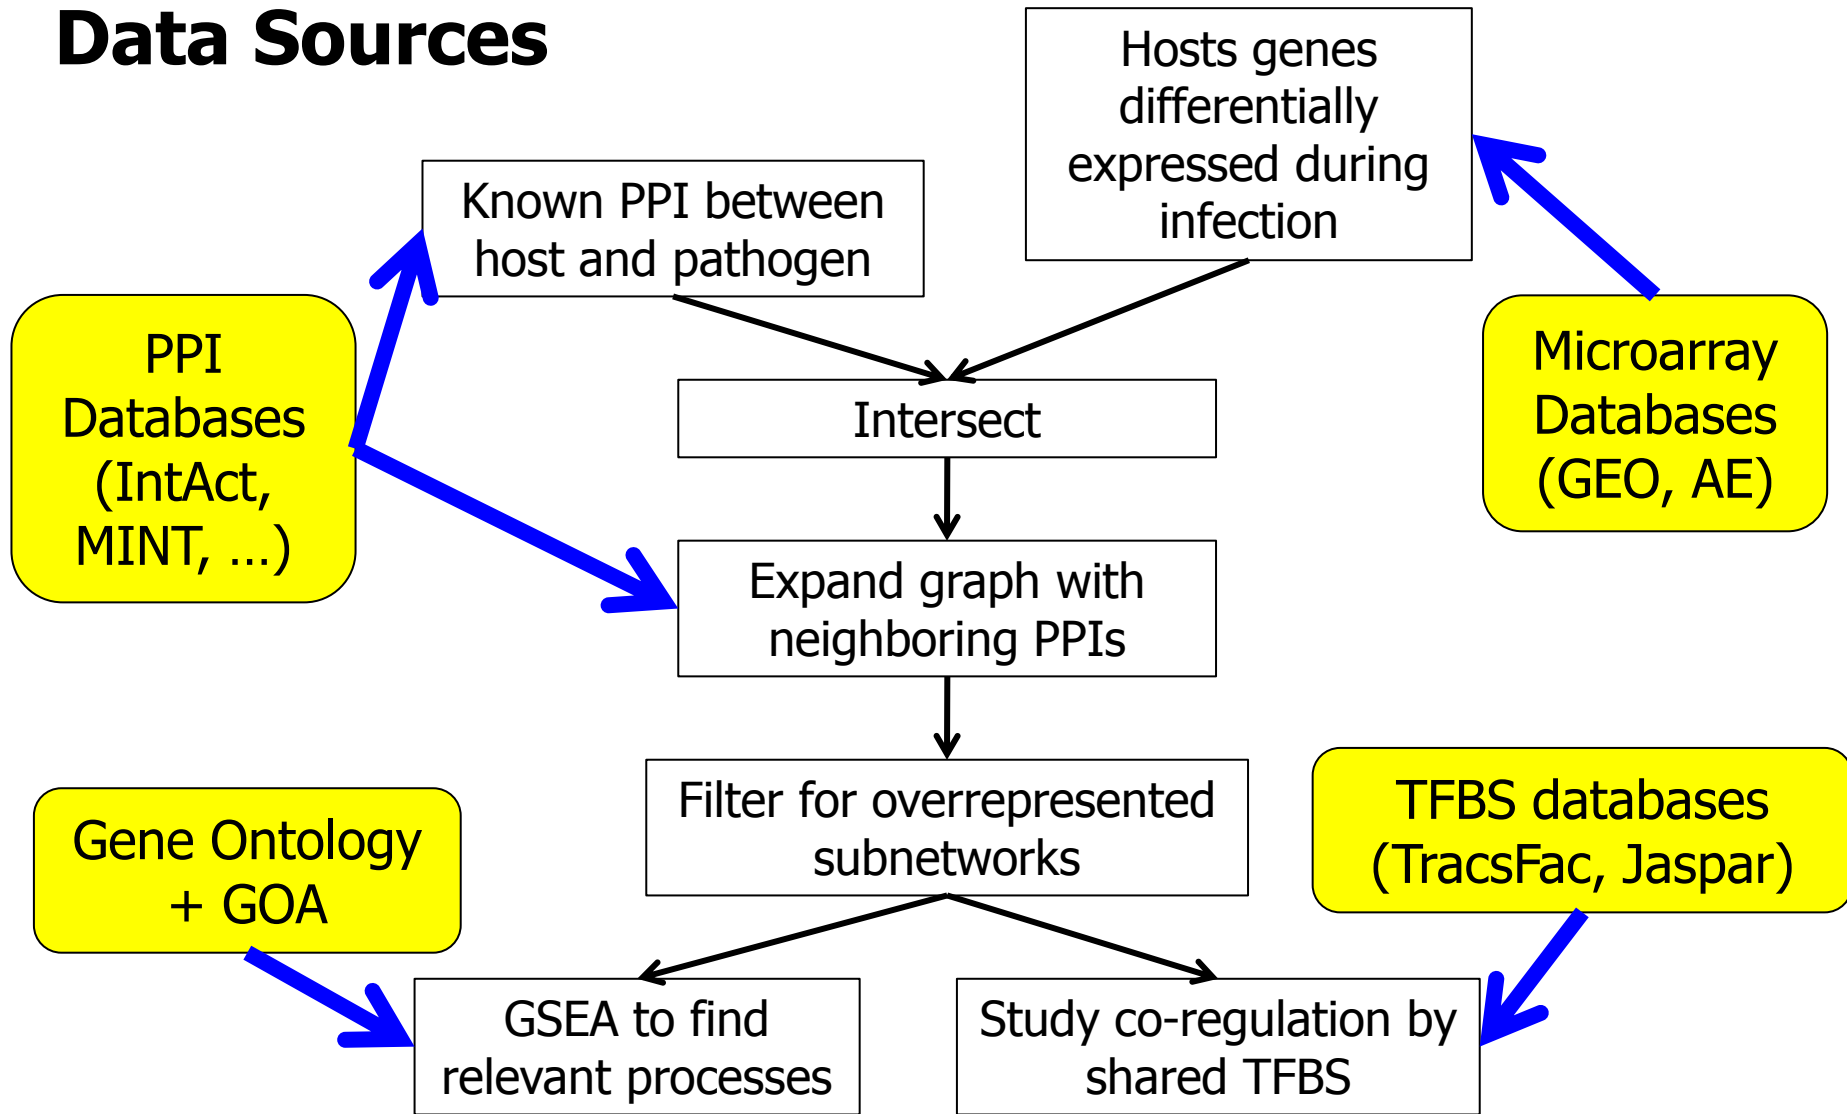 Data Sources
Hosts genes
differentially
expressed during
infection
Known PPI between
host and pathogen
PPI
Databases
(IntAct,
MINT, …)
Microarray
Databases
(GEO, AE)
Intersect
Expand graph with
neighboring PPIs
Filter for overrepresented
subnetworks
TFBS databases
(TracsFac, Jaspar)
Gene Ontology
+ GOA
GSEA to find
relevant processes
Study co-regulation by
shared TFBS